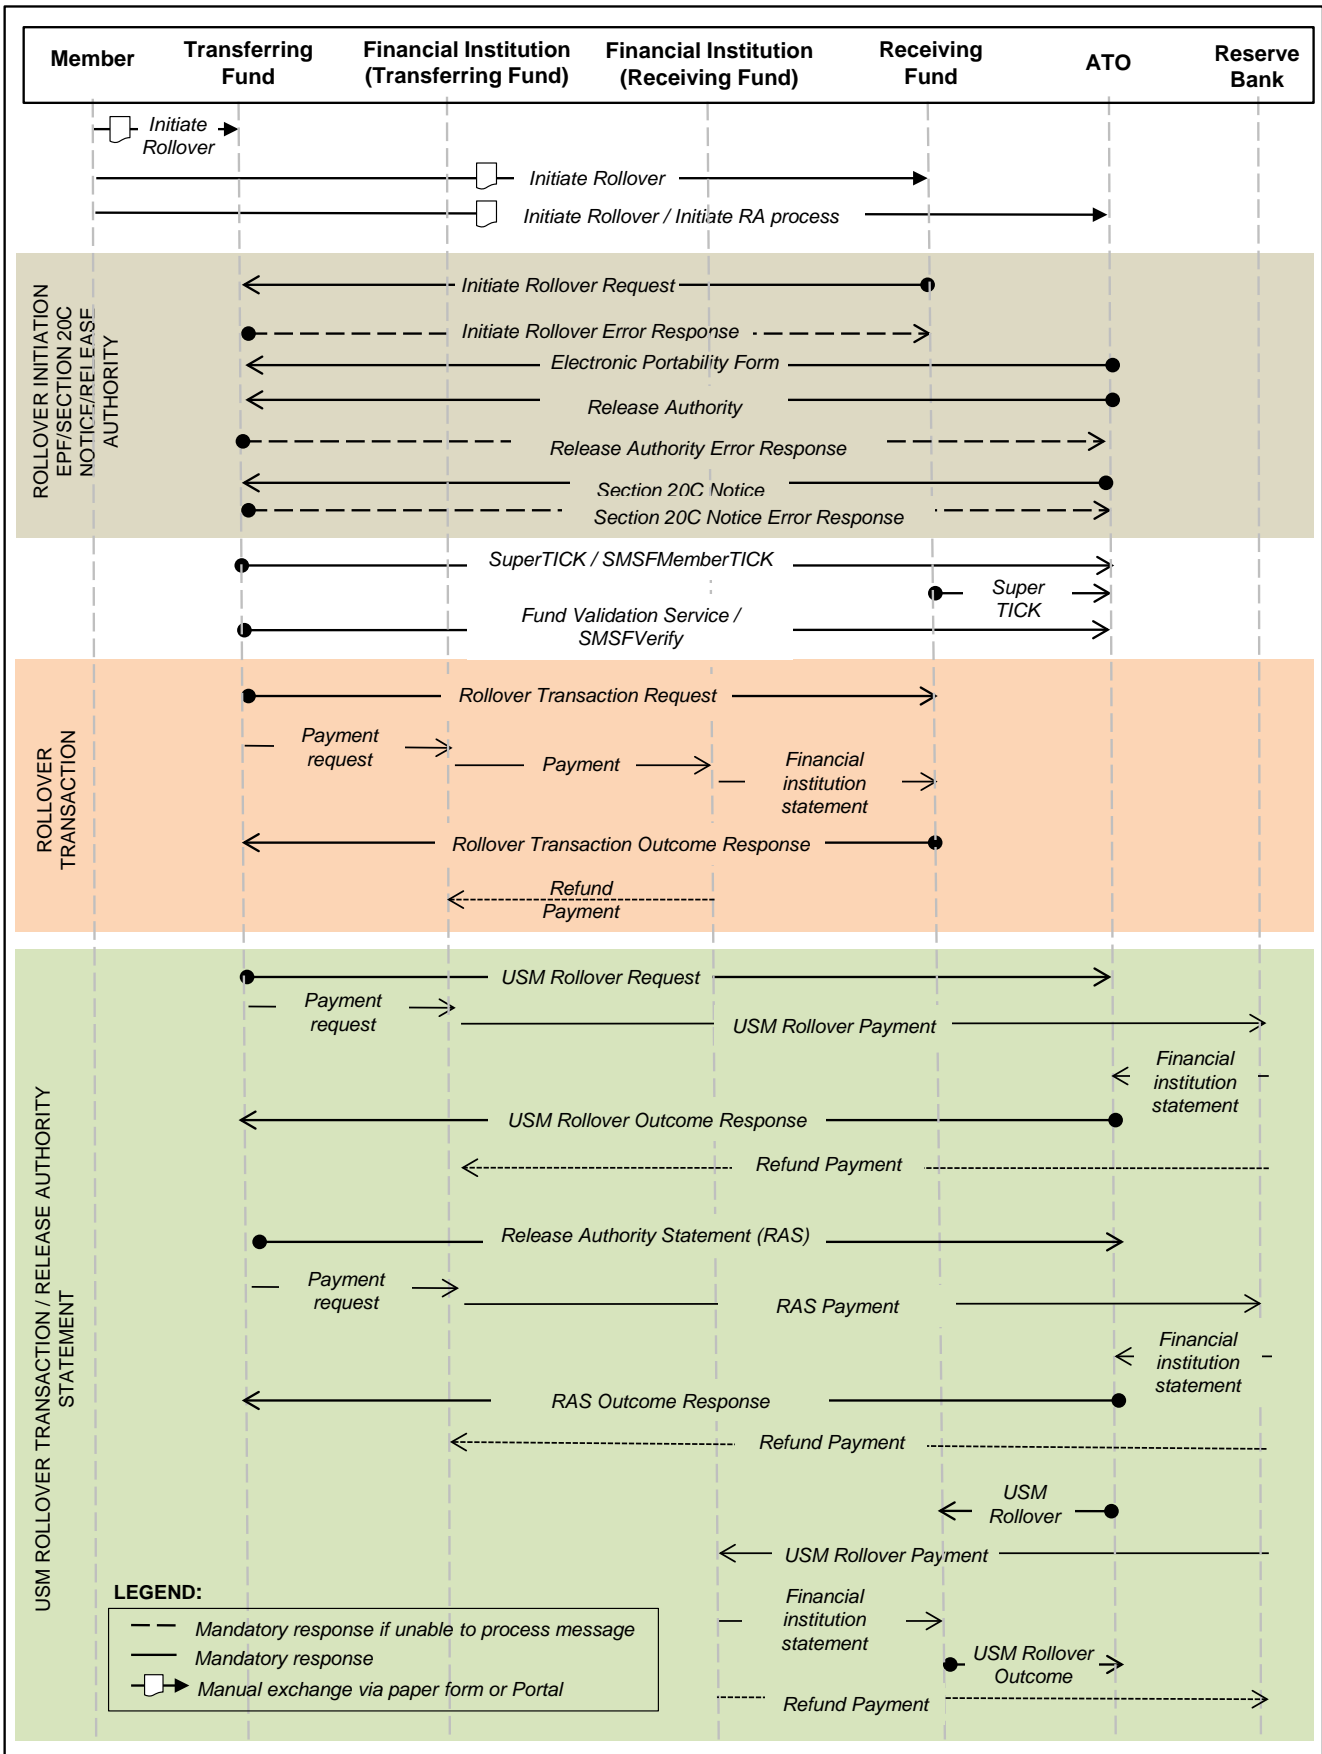 Member
Transferring
Fund
Financial Institution
(Transferring Fund)
Financial Institution
(Receiving Fund)
Receiving
Fund
ATO
Reserve
Bank
Initiate
Rollover
Initiate Rollover
Initiate Rollover / Initiate RA process
ROLLOVER INITIATION
EPF/SECTION 20C
NOTICE/RELEASE
AUTHORITY
Initiate Rollover Request
Initiate Rollover Error Response
Electronic Portability Form
Release Authority
Release Authority Error Response
Section 20C Notice
Section 20C Notice Error Response
SuperTICK / SMSFMemberTICK
Super
TICK
Fund Validation Service /
SMSFVerify
ROLLOVER
TRANSACTION
Rollover Transaction Request
Payment
request
Payment
Financial
institution
statement
Rollover Transaction Outcome Response
Refund
Payment
USM ROLLOVER TRANSACTION / RELEASE AUTHORITY
STATEMENT
USM Rollover Request
Payment
request
USM Rollover Payment
Financial
institution
statement
USM Rollover Outcome Response
Refund Payment
Release Authority Statement (RAS)
Payment
request
RAS Payment
Financial
institution
statement
RAS Outcome Response
Refund Payment
USM
Rollover
USM Rollover Payment
Financial
institution
statement
USM Rollover
Outcome
Refund Payment
LEGEND:
Mandatory response if unable to process message
Mandatory response
Manual exchange via paper form or Portal